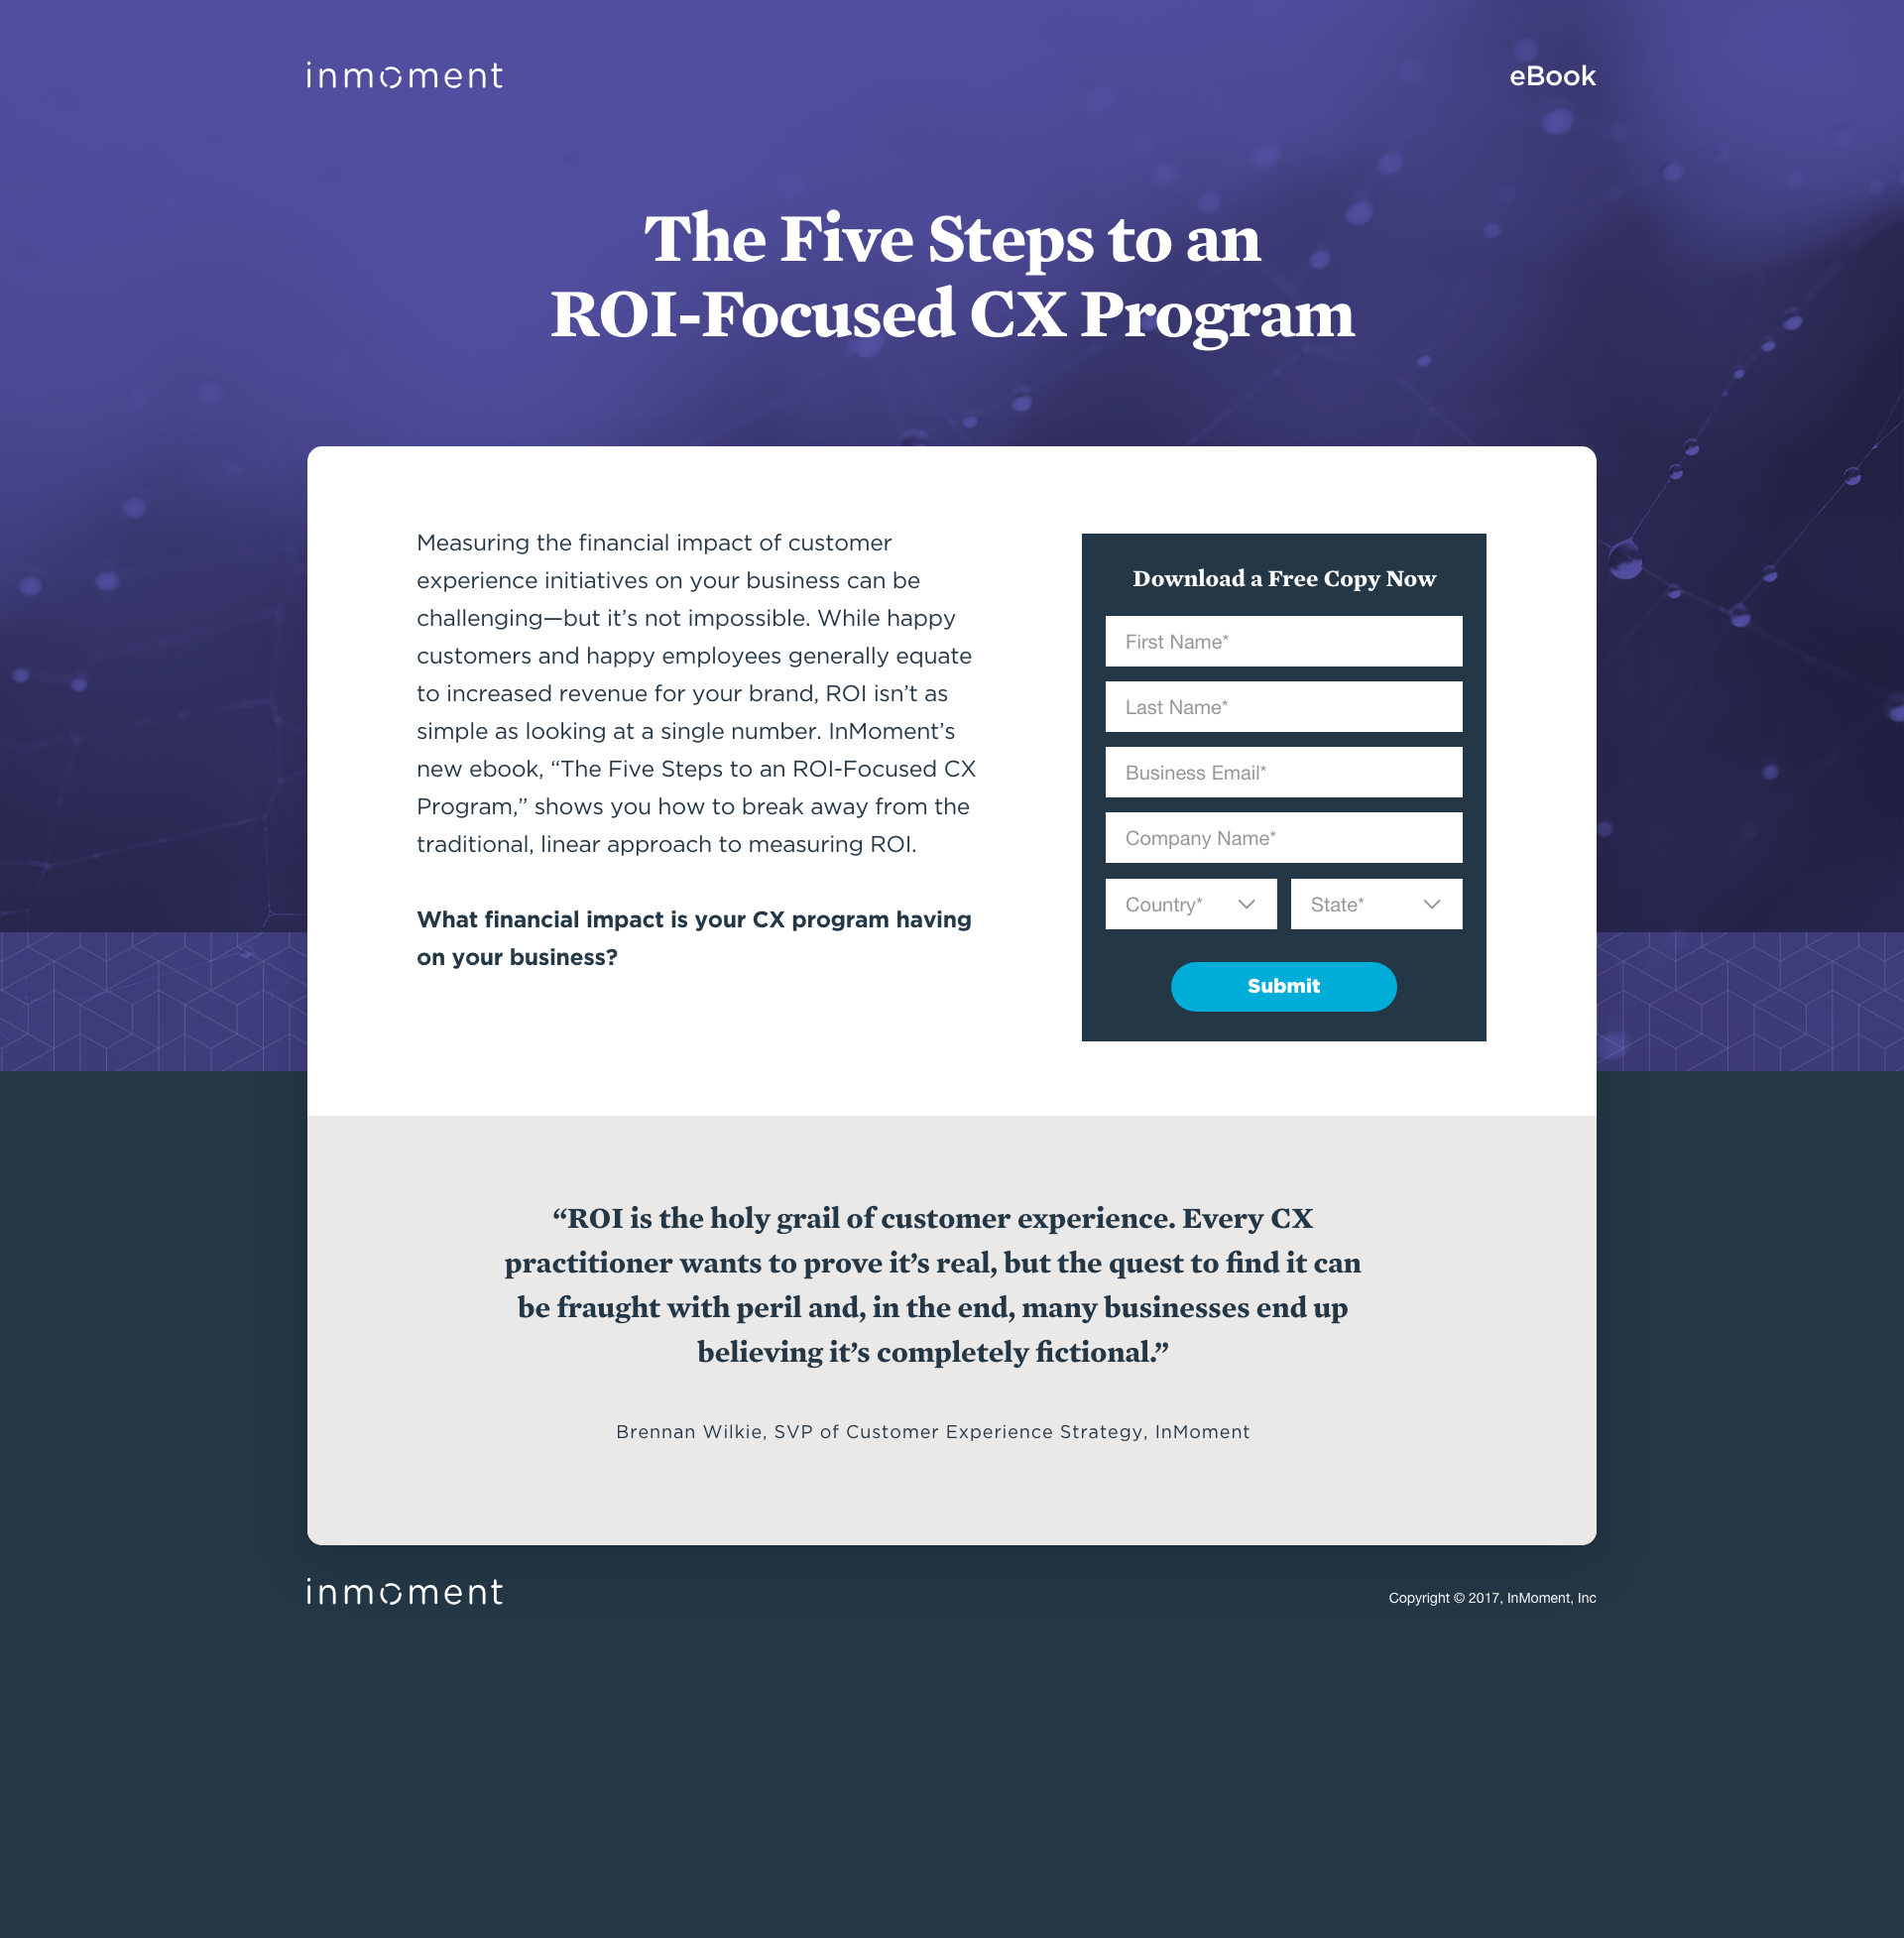 inmoment
eBook
The Five Steps to an
ROI-Focused CX Program
Measuring the financial impact of customer
experience initiatives on your business can be
challenging—but it’s not impossible. While happy
customers and happy employees generally equate
to increased revenue for your brand, ROI isn’t as
simple as looking at a single number. InMoment’s
new ebook, “The Five Steps to an ROI-Focused CX
Program,” shows you how to break away from the
traditional, linear approach to measuring ROI.
What financial impact is your CX program having
on your business?
Download a Free Copy Now
First Name*
Last Name*
Business Email*
Company Name*
Country*
State*
Submit
“ROI is the holy grail of customer experience. Every CX
practitioner wants to prove it’s real, but the quest to find it can
be fraught with peril and, in the end, many businesses end up
believing it’s completely fictional.”
Brennan Wilkie, SVP of Customer Experience Strategy, InMoment
inmoment
Copyright © 2017, InMoment, Inc